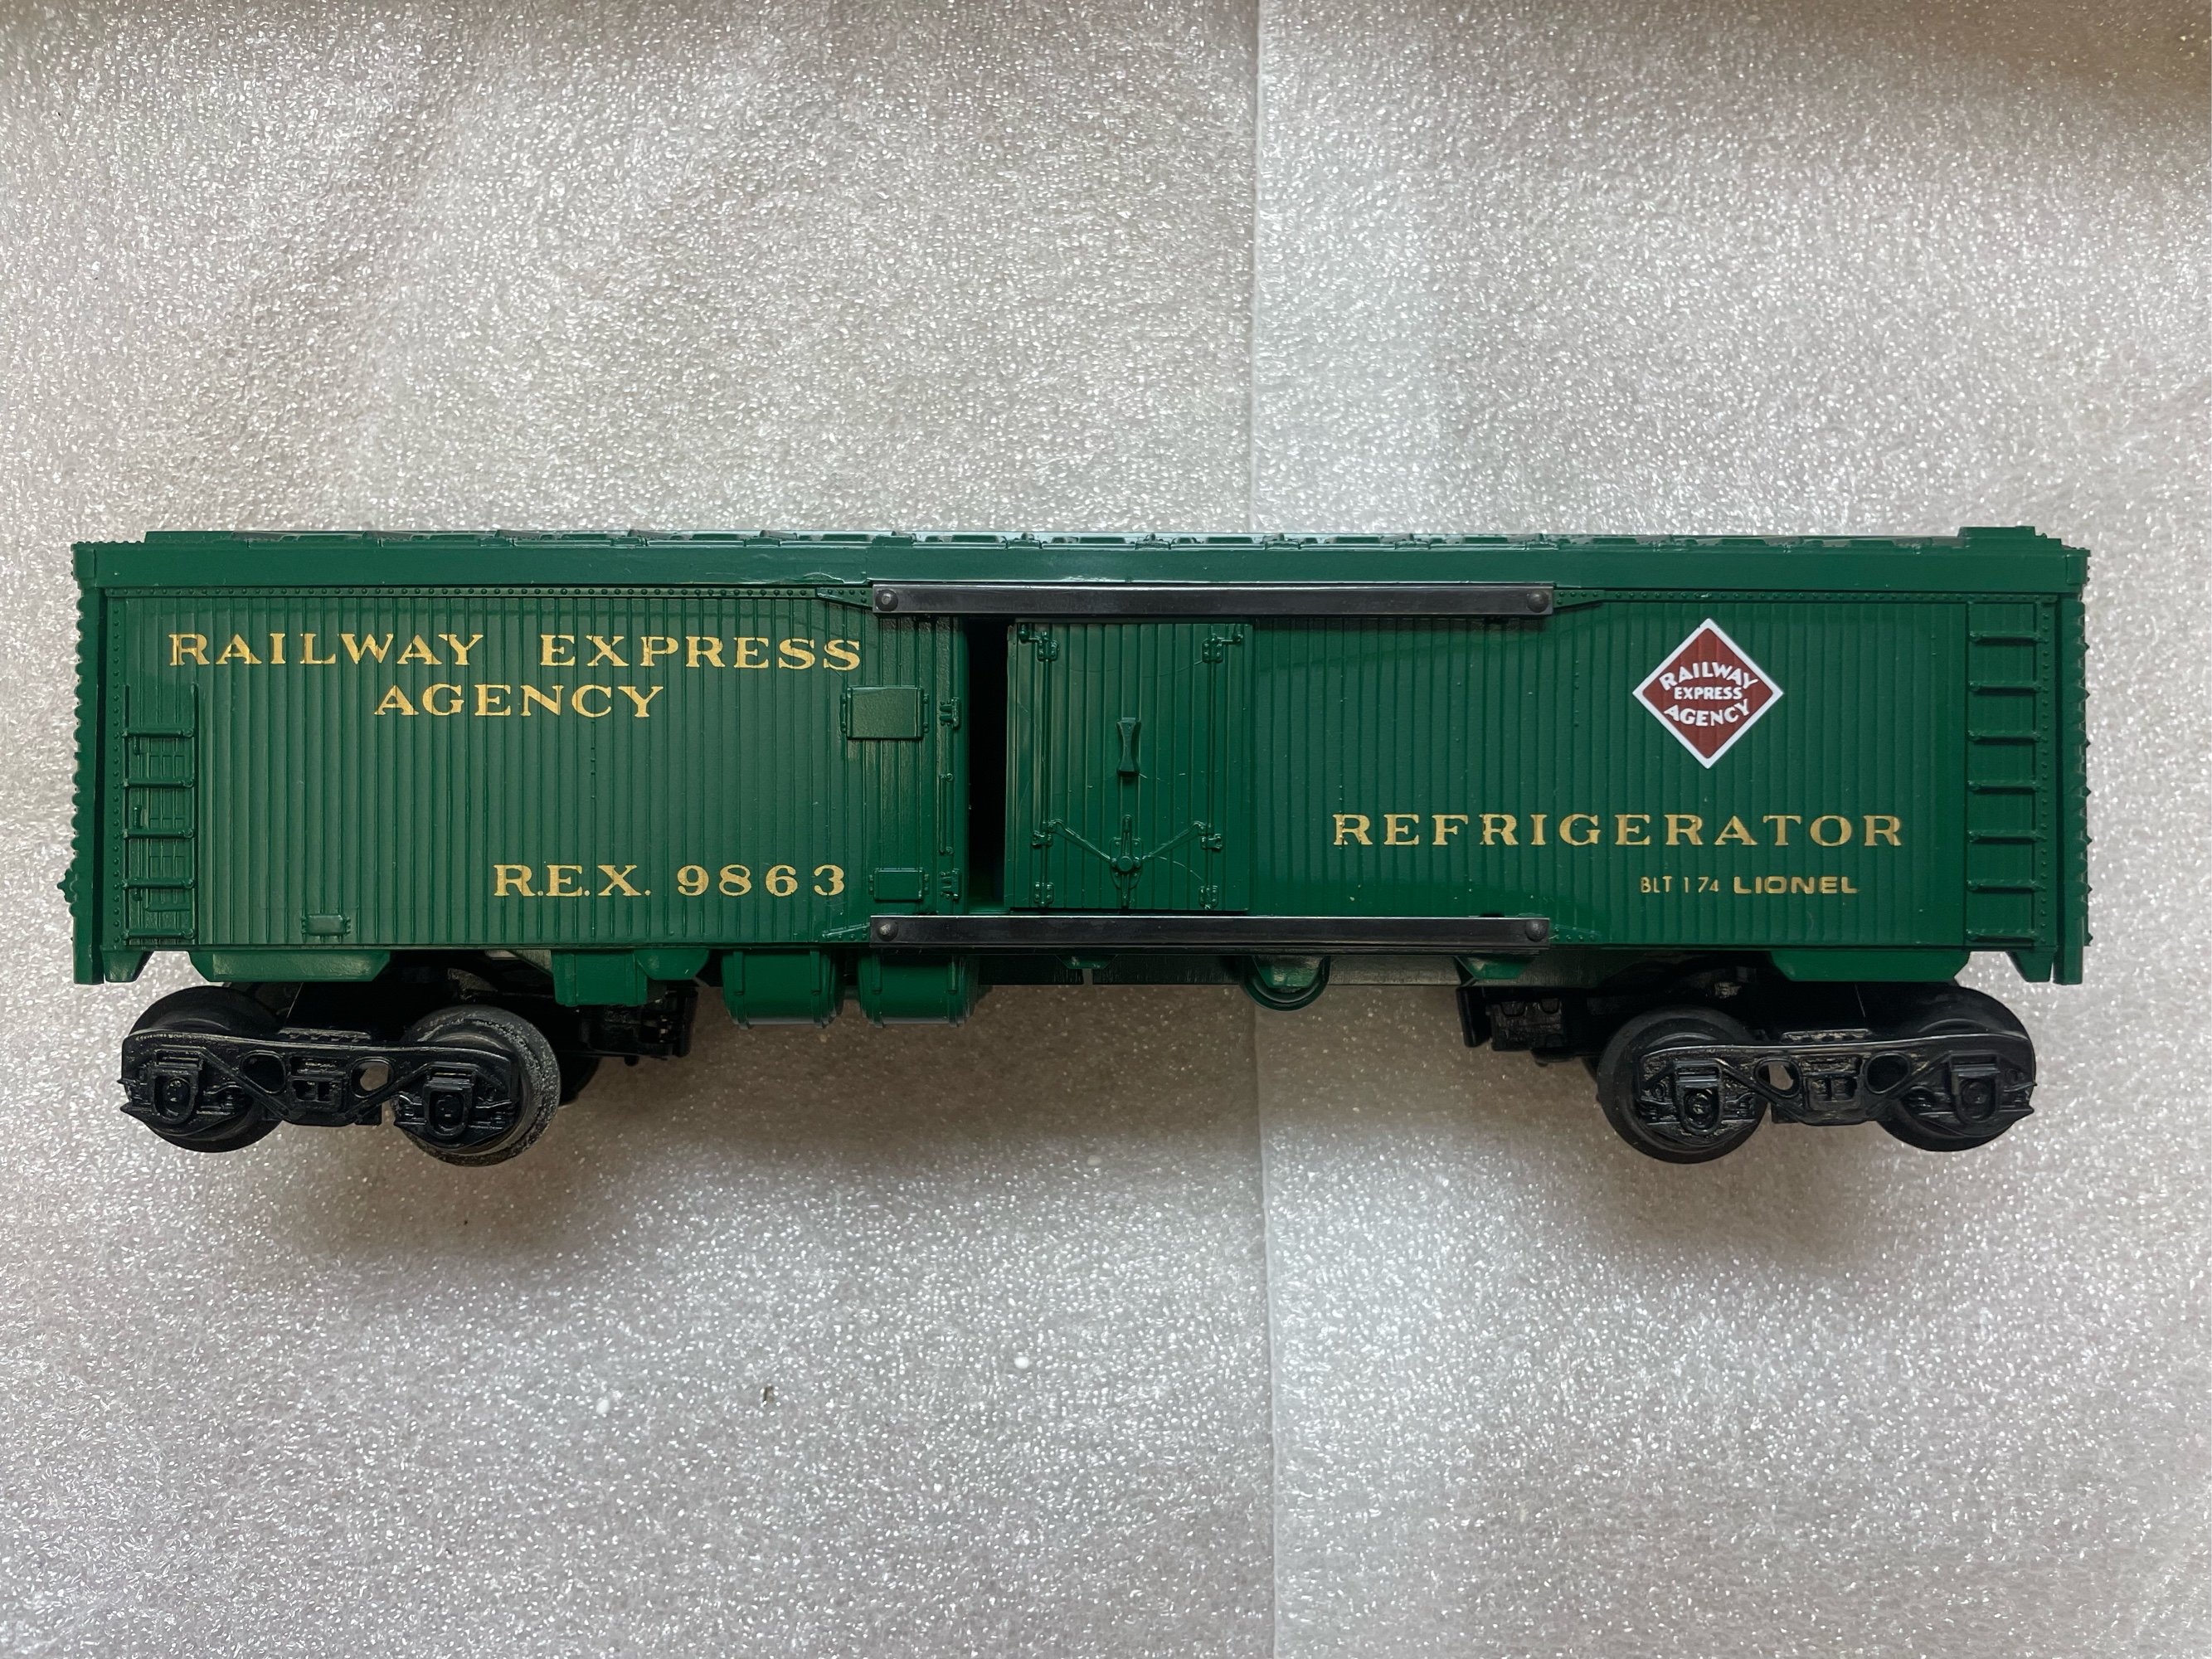 RAILWAY EXPRESS
AGENCY
R.E.X. 9863
RAILWAY
EXPRESS
AGENCY
REFRIGERATOR
BLT 1 74 LIONEL